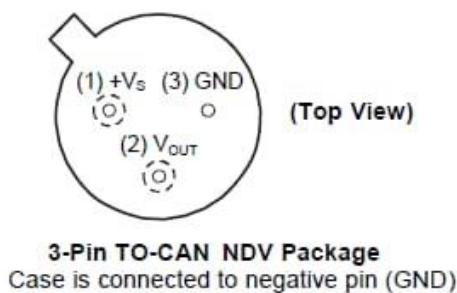 (1) +VS (3) GND
(Top View)
(2) VOUT
3-Pin TO-CAN NDV Package
Case is connected to negative pin (GND)